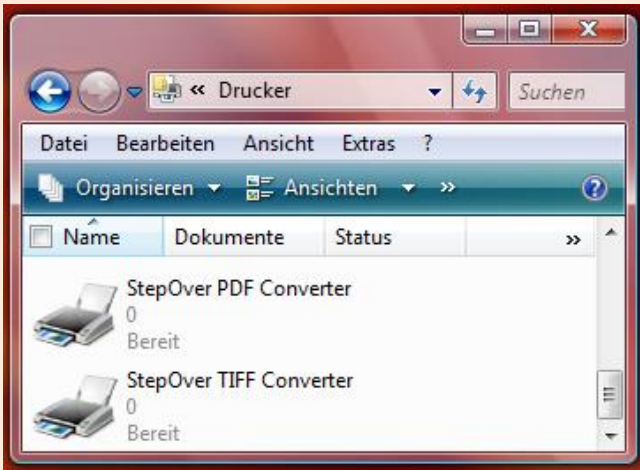 « Drucker
Suchen
Datei Bearbeiten Ansicht Extras ?
Organisieren Ansichten » ?
Name Dokumente Status »
StepOver PDF Converter
0
Bereit
StepOver TIFF Converter
0
Bereit